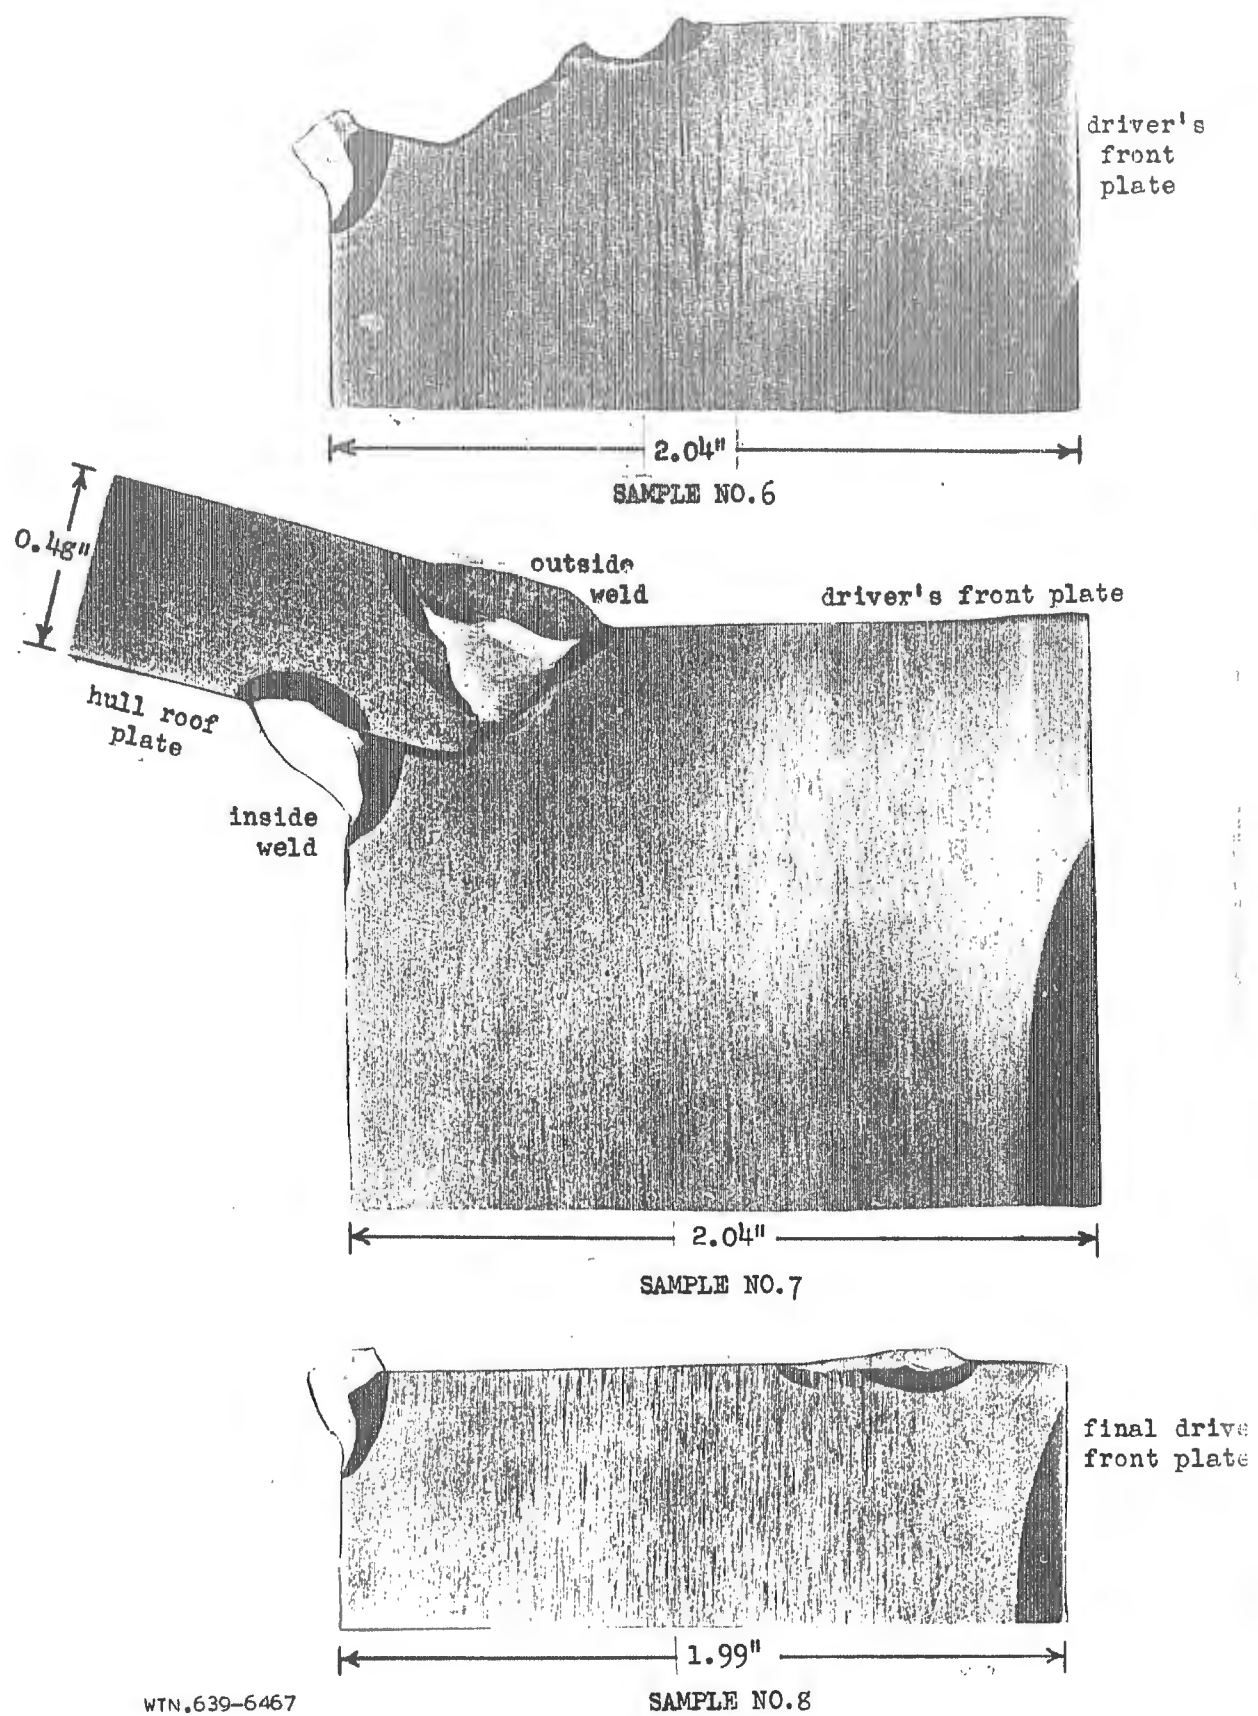 driver's
front
plate
2.04"
SAMPLE NO.6
0.48"
outside
weld
driver's front plate
hull roof
plate
inside
weld
2.04"
SAMPLE NO.7
final drive
front plate
1.99"
WTN.639-6467
SAMPLE NO.8